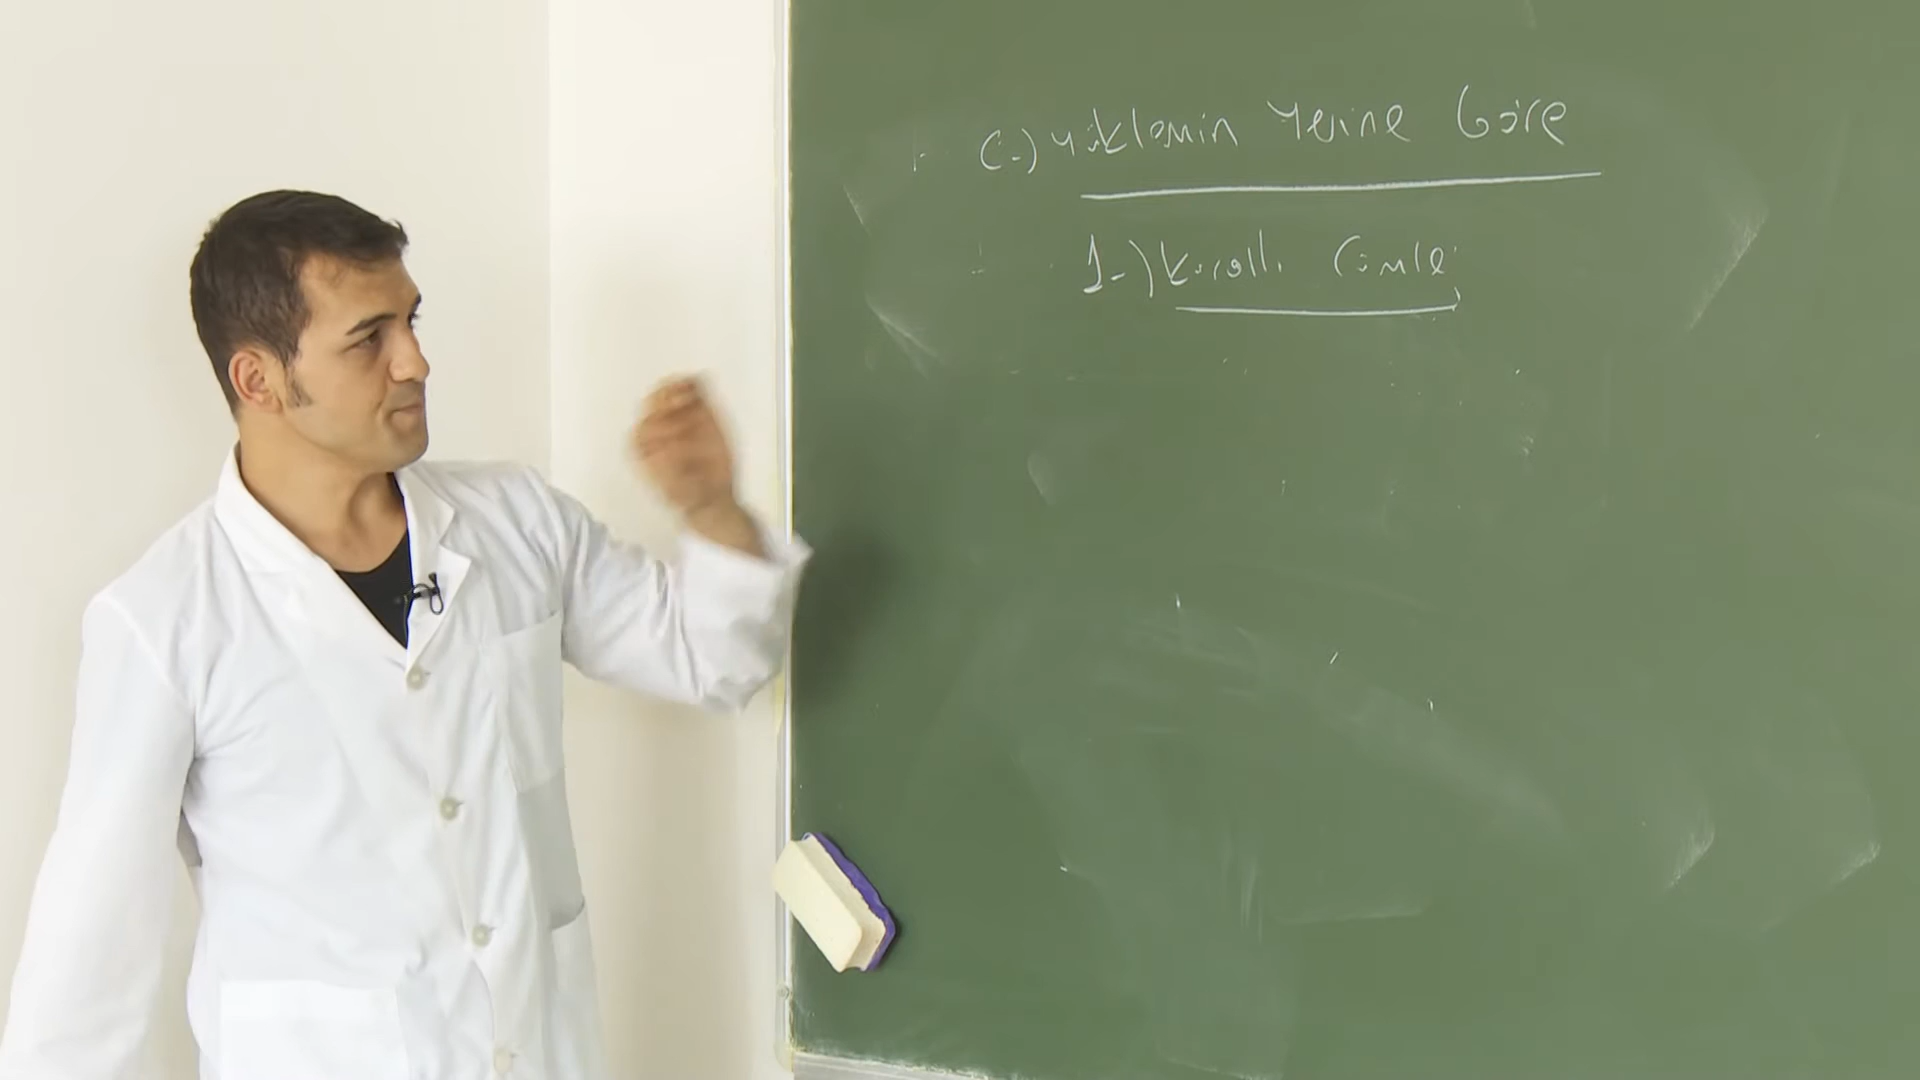 C-) Yüklemin Yerine Göre
1-) Kurallı Cümle